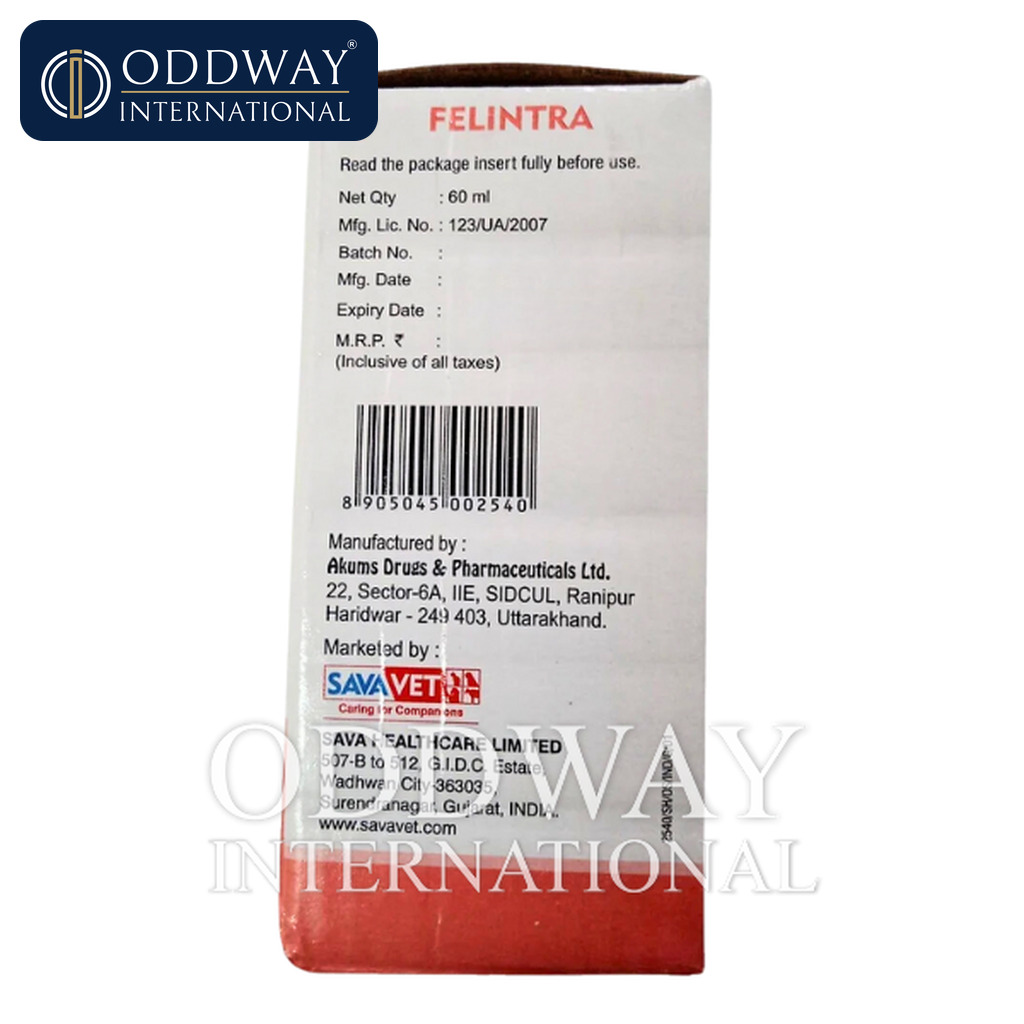 ODDWAY®
INTERNATIONAL
FELINTRA
Read the package insert fully before use.
Net Qty : 60 ml
Mfg. Lic. No. : 123/UA/2007
Batch No. :
Mfg. Date :
Expiry Date :
M.R.P. ₹ :
(Inclusive of all taxes)
8 905045 002540
Manufactured by :
Akums Drugs & Pharmaceuticals Ltd.
22, Sector-6A, IIE, SIDCUL, Ranipur
Haridwar - 249 403, Uttarakhand.
Marketed by :
SAVAVET
Caring for Companions
SAVA HEALTHCARE LIMITED
507-B to 512, G.I.D.C. Estate,
Wadhwan City-363035,
Surendranagar, Gujarat, INDIA.
www.savavet.com
ODDWAY
INTERNATIONAL